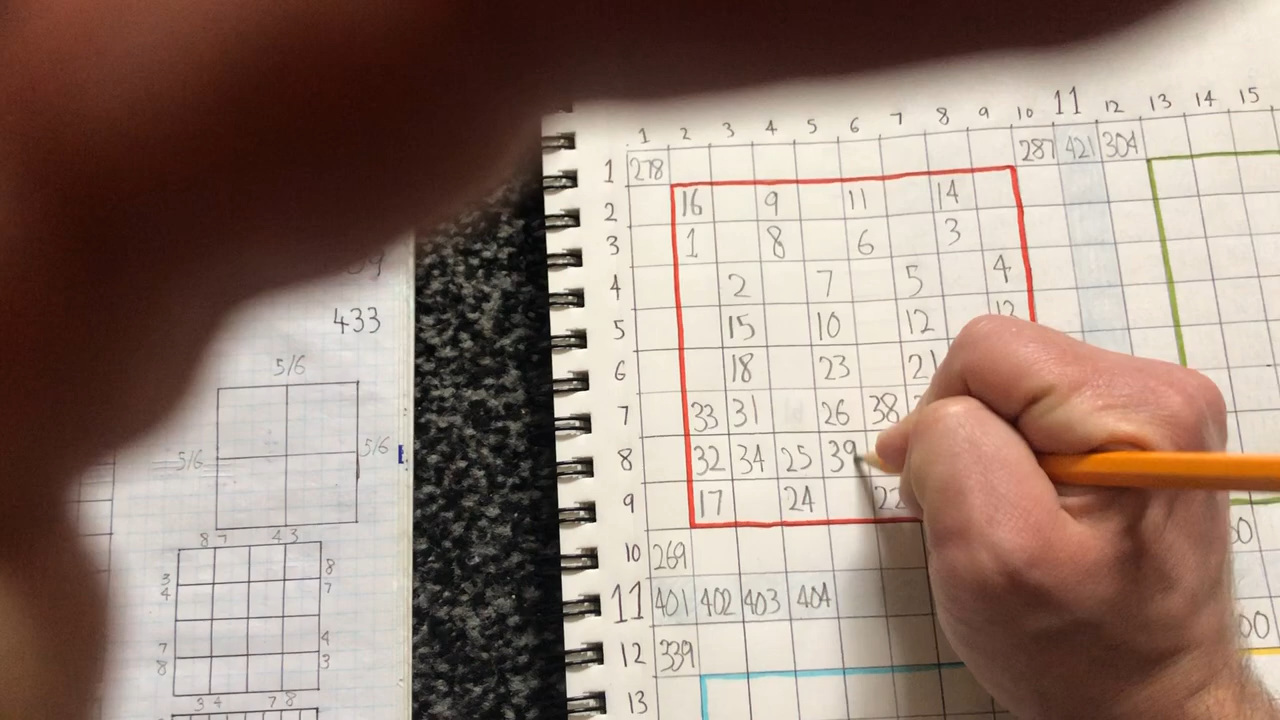 433
5/6
5/6 5/6
8 7 4 3
3 8
4 7
7 4
8 3
3 4 7 8
1 2 3 4 5 6 7 8 9 10 11 12 13 14 15
1 278 287 421 304
2 16 9 11 14
3 1 8 6 3
4 2 7 5 4
5 15 10 12
6 18 23 21
7 33 31 26 38
8 32 34 25 39
9 17 24 22
10 269
11 401 402 403 404
12 339
13